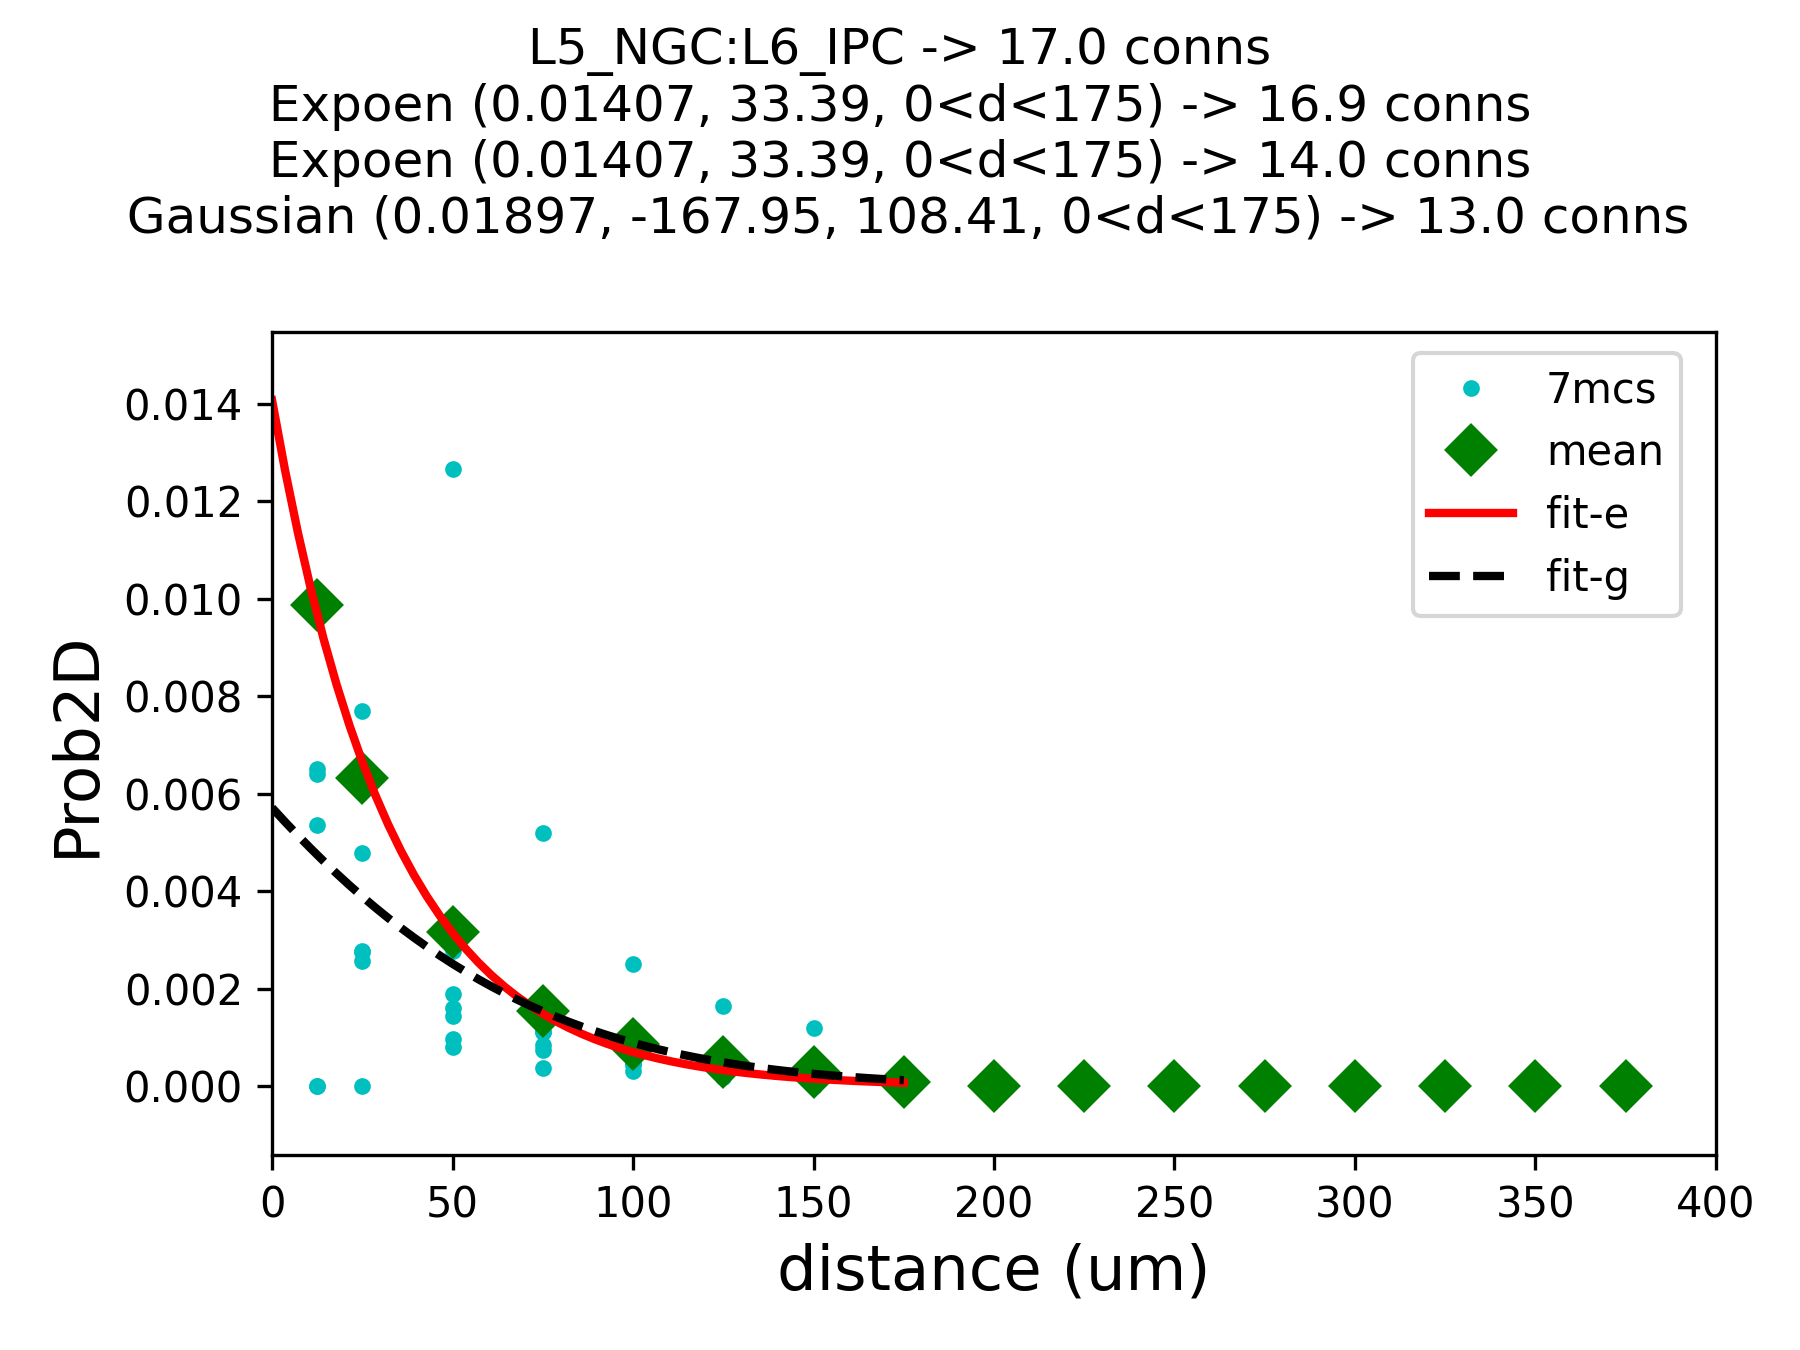 L5_NGC:L6_IPC -> 17.0 conns
Expoen (0.01407, 33.39, 0<d<175) -> 16.9 conns
Expoen (0.01407, 33.39, 0<d<175) -> 14.0 conns
Gaussian (0.01897, -167.95, 108.41, 0<d<175) -> 13.0 conns
7mcs
mean
fit-e
fit-g
Prob2D
0.014
0.012
0.010
0.008
0.006
0.004
0.002
0.000
0 50 100 150 200 250 300 350 400
distance (um)